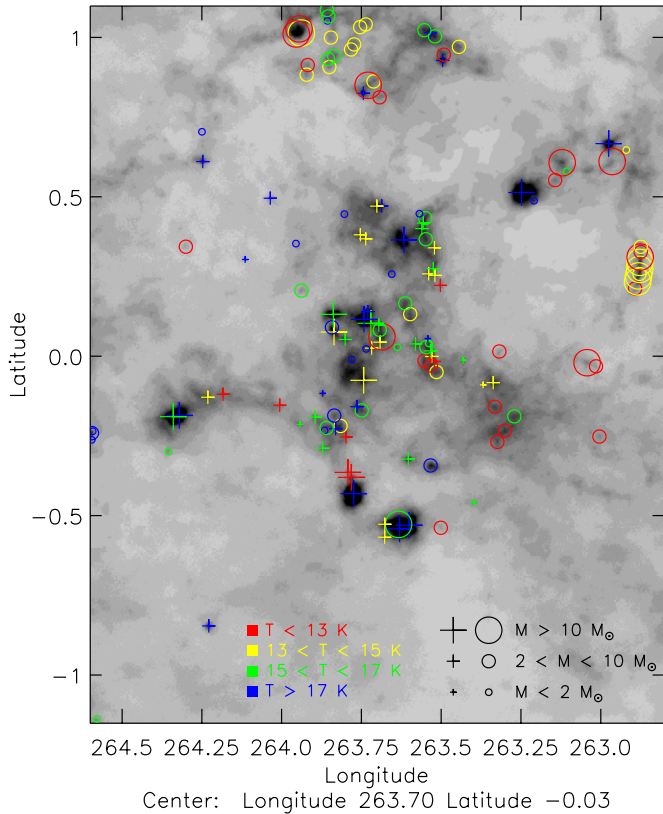 1
0.5
0.0
−0.5
−1
Latitude
T < 13 K
13 < T < 15 K
15 < T < 17 K
T > 17 K
M > 10 M⊙
2 < M < 10 M⊙
M < 2 M⊙
264.5 264.25 264.0 263.75 263.5 263.25 263.0
Longitude
Center: Longitude 263.70 Latitude −0.03